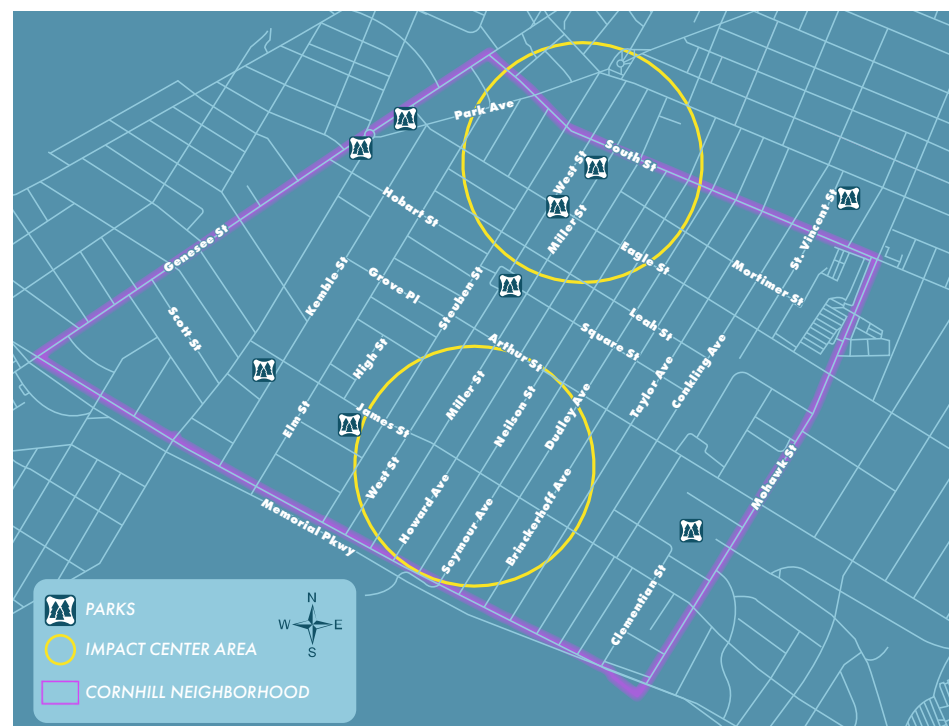 Park Ave
South St
West St
Miller St
Hobart St
St. Vincent St
Genesee St
Eagle St
Mortimer St
Kemble St
Grove Pl
Steuben St
Scott St
Leah St
Square St
Arthur St
High St
Taylor Ave
Conkling Ave
Miller St
Neilson St
Dudley Ave
Elm St
James St
West St
Howard Ave
Seymour Ave
Brinckerhoff Ave
Mohawk St
Memorial Pkwy
Clementian St
PARKS
IMPACT CENTER AREA
CORNHILL NEIGHBORHOOD
N
W E
S